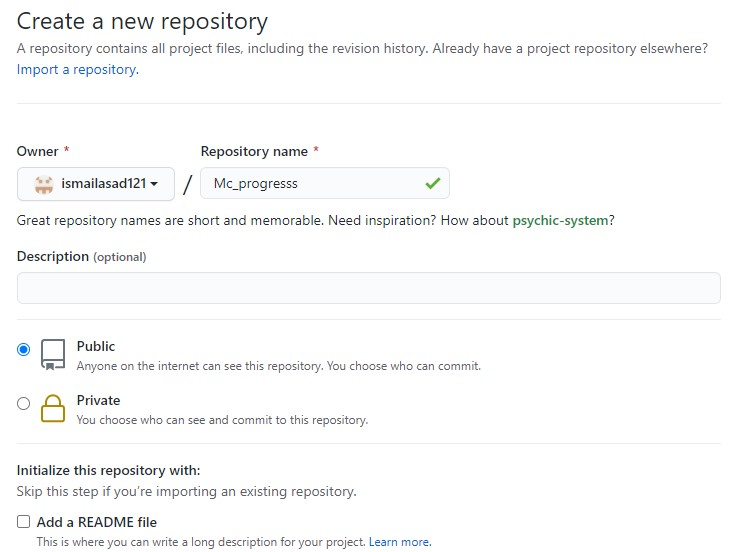 Create a new repository
A repository contains all project files, including the revision history. Already have a project repository elsewhere?
Import a repository.
Owner * Repository name *
ismailasad121 / Mc_progresss
Great repository names are short and memorable. Need inspiration? How about psychic-system?
Description (optional)
Public
Anyone on the internet can see this repository. You choose who can commit.
Private
You choose who can see and commit to this repository.
Initialize this repository with:
Skip this step if you're importing an existing repository.
Add a README file
This is where you can write a long description for your project. Learn more.